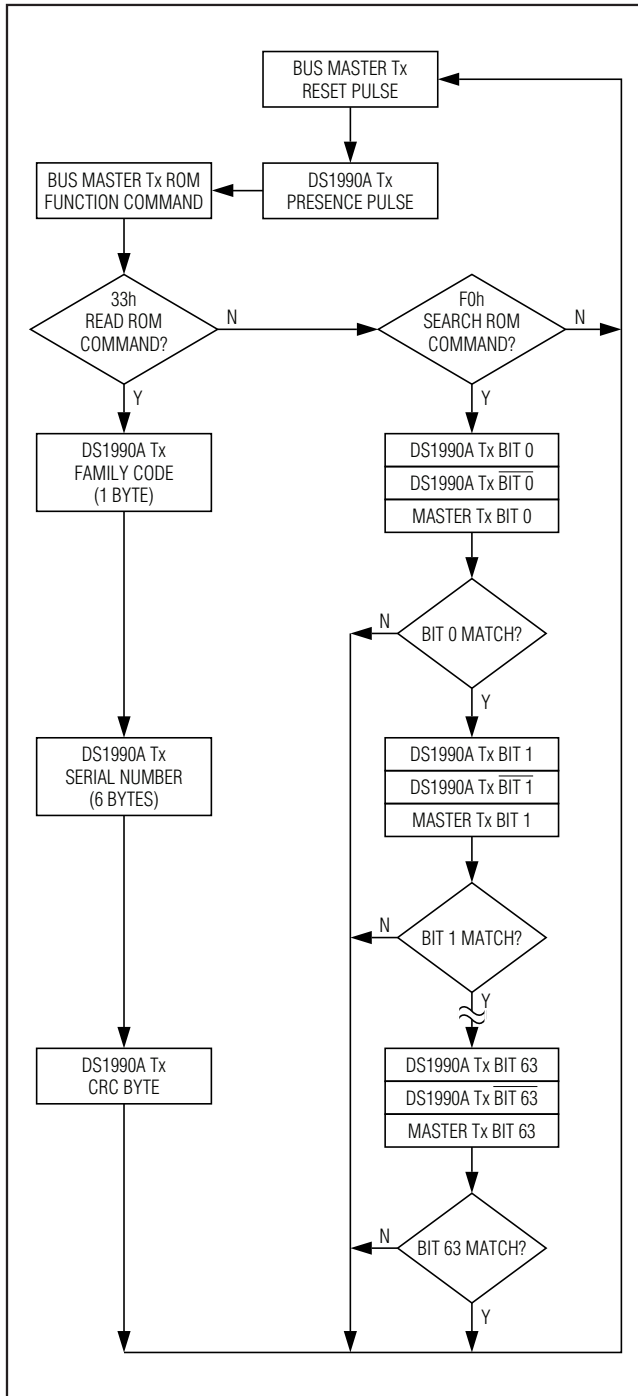 BUS MASTER Tx
RESET PULSE
BUS MASTER Tx ROM
FUNCTION COMMAND
DS1990A Tx
PRESENCE PULSE
33h
READ ROM
COMMAND?
N
Y
F0h
SEARCH ROM
COMMAND?
N
Y
DS1990A Tx
FAMILY CODE
(1 BYTE)
DS1990A Tx BIT 0
DS1990A Tx B̅I̅T̅ ̅0̅
MASTER Tx BIT 0
N
BIT 0 MATCH?
Y
DS1990A Tx
SERIAL NUMBER
(6 BYTES)
DS1990A Tx BIT 1
DS1990A Tx B̅I̅T̅ ̅1̅
MASTER Tx BIT 1
N
BIT 1 MATCH?
Y
DS1990A Tx
CRC BYTE
DS1990A Tx BIT 63
DS1990A Tx B̅I̅T̅ ̅6̅3̅
MASTER Tx BIT 63
N
BIT 63 MATCH?
Y